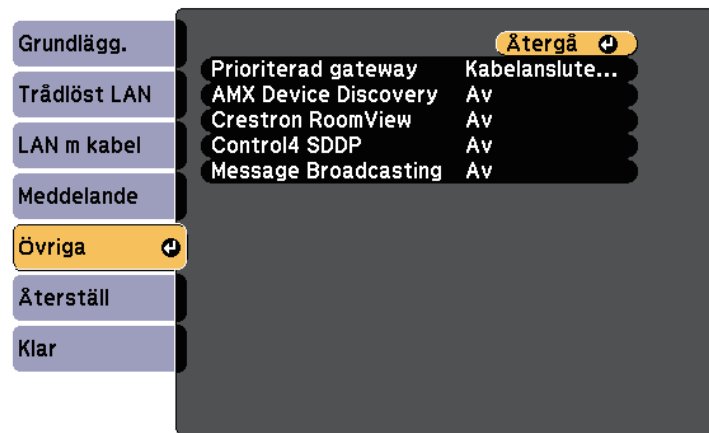 Grundlägg.
Trådlöst LAN
LAN m kabel
Meddelande
Övriga
Återställ
Klar
Återgå
Prioriterad gateway Kabelanslute...
AMX Device Discovery Av
Crestron RoomView Av
Control4 SDDP Av
Message Broadcasting Av